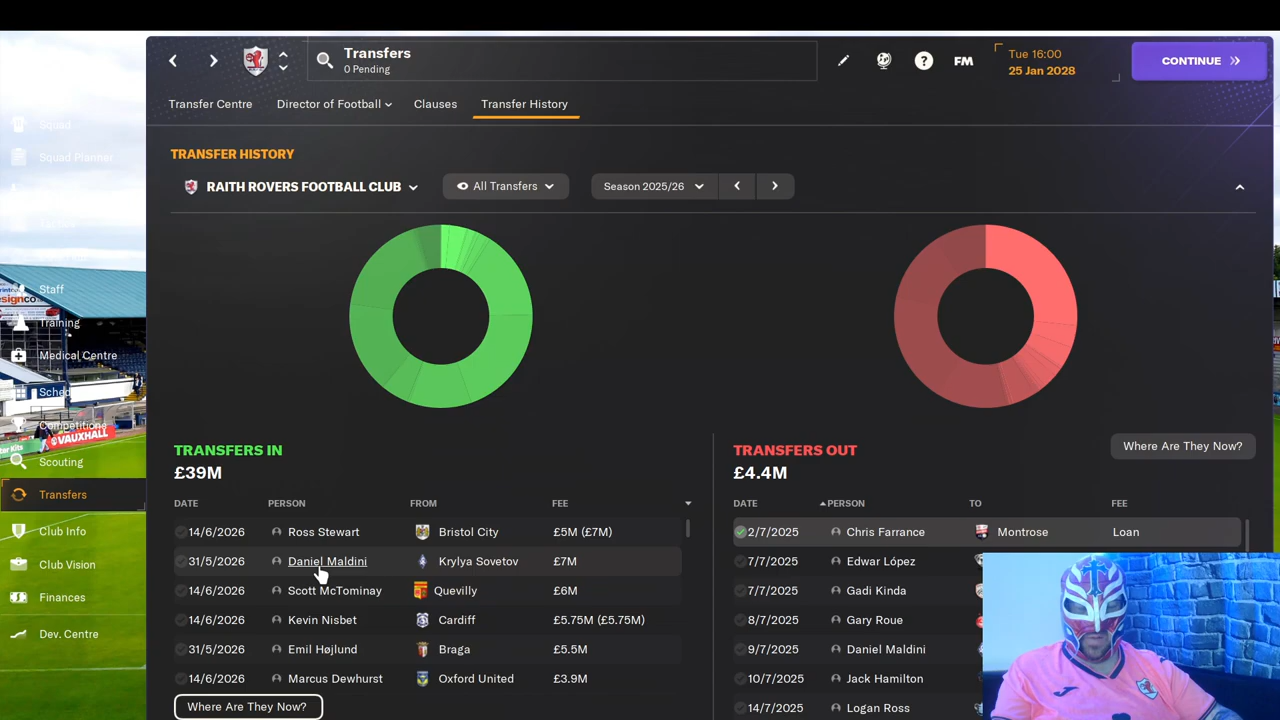 Transfers
0 Pending
FM
Tue 16:00
25 Jan 2028
CONTINUE
Transfer Centre
Director of Football
Clauses
Transfer History
Squad
Squad Planner
Staff
Training
Medical Centre
Sched
Competitions
VAUXHALL
Scouting
Transfers
Club Info
Club Vision
Finances
Dev. Centre
TRANSFER HISTORY
RAITH ROVERS FOOTBALL CLUB
All Transfers
Season 2025/26
TRANSFERS IN
£39M
DATE PERSON FROM FEE
14/6/2026 Ross Stewart Bristol City £5M (£7M)
31/5/2026 Daniel Maldini Krylya Sovetov £7M
14/6/2026 Scott McTominay Quevilly £6M
14/6/2026 Kevin Nisbet Cardiff £5.75M (£5.75M)
31/5/2026 Emil Højlund Braga £5.5M
14/6/2026 Marcus Dewhurst Oxford United £3.9M
Where Are They Now?
TRANSFERS OUT
£4.4M
Where Are They Now?
DATE PERSON TO FEE
2/7/2025 Chris Farrance Montrose Loan
7/7/2025 Edwar López
7/7/2025 Gadi Kinda
8/7/2025 Gary Roue
9/7/2025 Daniel Maldini
10/7/2025 Jack Hamilton
14/7/2025 Logan Ross